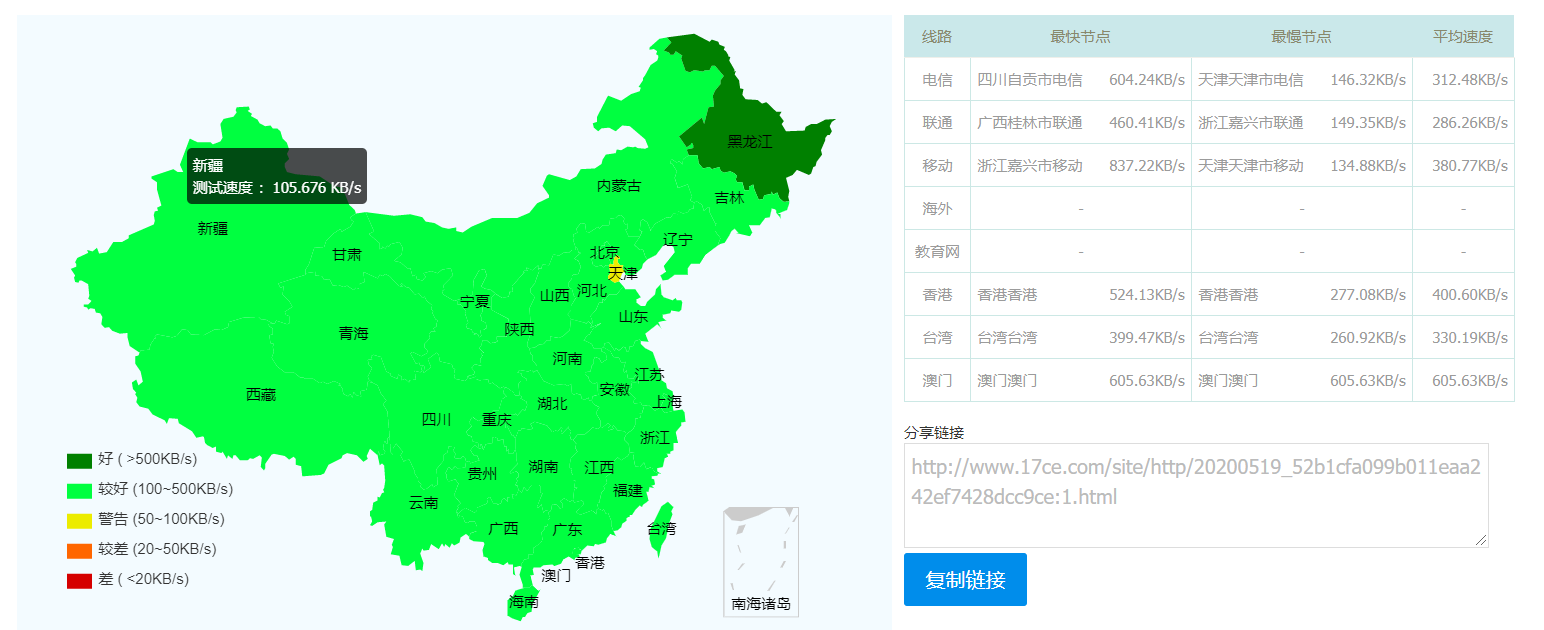 黑龙江
新疆
测试速度： 105.676 KB/s
内蒙古
吉林
新疆
辽宁
甘肃
北京
天津
宁夏
山西
河北
山东
青海
陕西
河南
西藏
江苏
安徽
上海
湖北
四川
重庆
浙江
贵州
湖南
江西
福建
云南
广西
广东
台湾
香港
澳门
海南
南海诸岛
好 ( >500KB/s)
较好 (100~500KB/s)
警告 (50~100KB/s)
较差 (20~50KB/s)
差 ( <20KB/s)
线路 最快节点 最慢节点 平均速度
电信 四川自贡市电信 604.24KB/s 天津天津市电信 146.32KB/s 312.48KB/s
联通 广西桂林市联通 460.41KB/s 浙江嘉兴市联通 149.35KB/s 286.26KB/s
移动 浙江嘉兴市移动 837.22KB/s 天津天津市移动 134.88KB/s 380.77KB/s
海外 - - -
教育网 - - -
香港 香港香港 524.13KB/s 香港香港 277.08KB/s 400.60KB/s
台湾 台湾台湾 399.47KB/s 台湾台湾 260.92KB/s 330.19KB/s
澳门 澳门澳门 605.63KB/s 澳门澳门 605.63KB/s 605.63KB/s
分享链接
http://www.17ce.com/site/http/20200519_52b1cfa099b011eaa2
42ef7428dcc9ce:1.html
复制链接